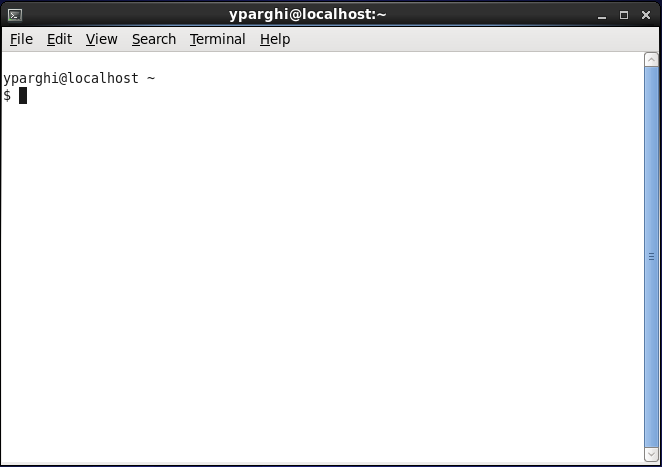 yparghi@localhost:~
File Edit View Search Terminal Help
yparghi@localhost ~
$